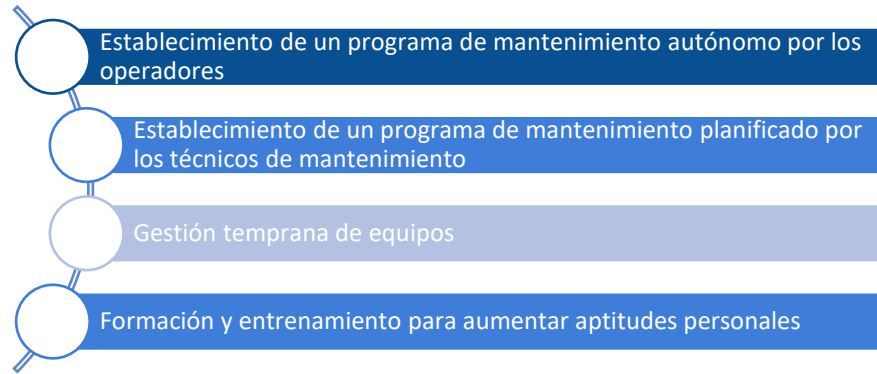 Establecimiento de un programa de mantenimiento autónomo por los
operadores
Establecimiento de un programa de mantenimiento planificado por
los técnicos de mantenimiento
Gestión temprana de equipos
Formación y entrenamiento para aumentar aptitudes personales